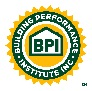 BUILDING PERFORMANCE
BPI
INSTITUTE INC.